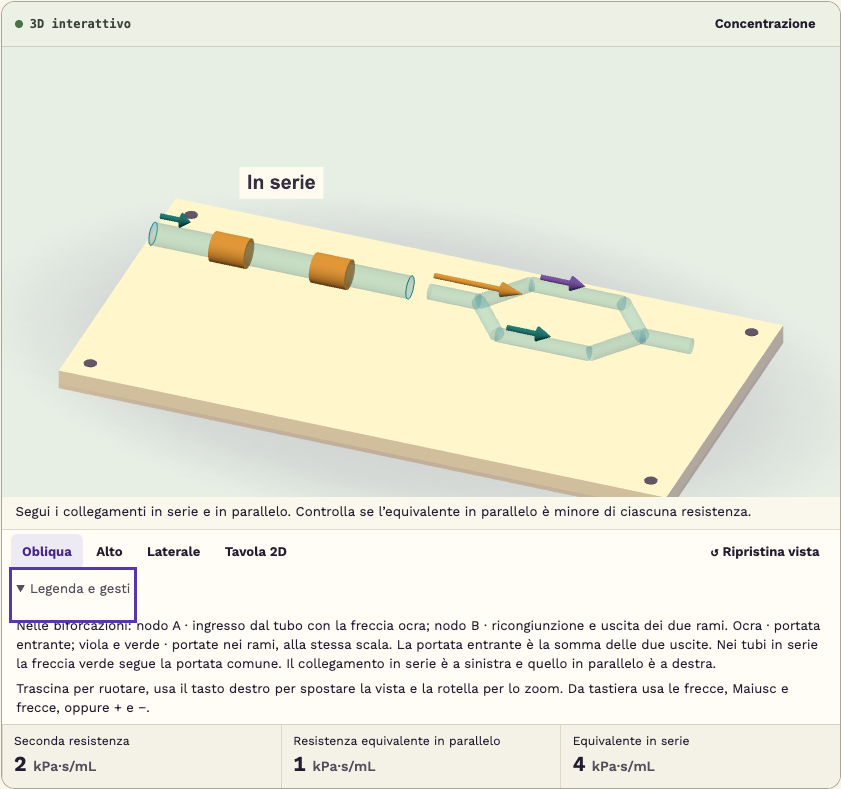 3D interattivo
Concentrazione
In serie
Segui i collegamenti in serie e in parallelo. Controlla se l’equivalente in parallelo è minore di ciascuna resistenza.
Obliqua
Alto
Laterale
Tavola 2D
↺ Ripristina vista
▼ Legenda e gesti
Nelle biforcazioni: nodo A · ingresso dal tubo con la freccia ocra; nodo B · ricongiunzione e uscita dei due rami. Ocra · portata
entrante; viola e verde · portate nei rami, alla stessa scala. La portata entrante è la somma delle due uscite. Nei tubi in serie
la freccia verde segue la portata comune. Il collegamento in serie è a sinistra e quello in parallelo è a destra.
Trascina per ruotare, usa il tasto destro per spostare la vista e la rotella per lo zoom. Da tastiera usa le frecce, Maiusc e
frecce, oppure + e −.
Seconda resistenza
2 kPa·s/mL
Resistenza equivalente in parallelo
1 kPa·s/mL
Equivalente in serie
4 kPa·s/mL